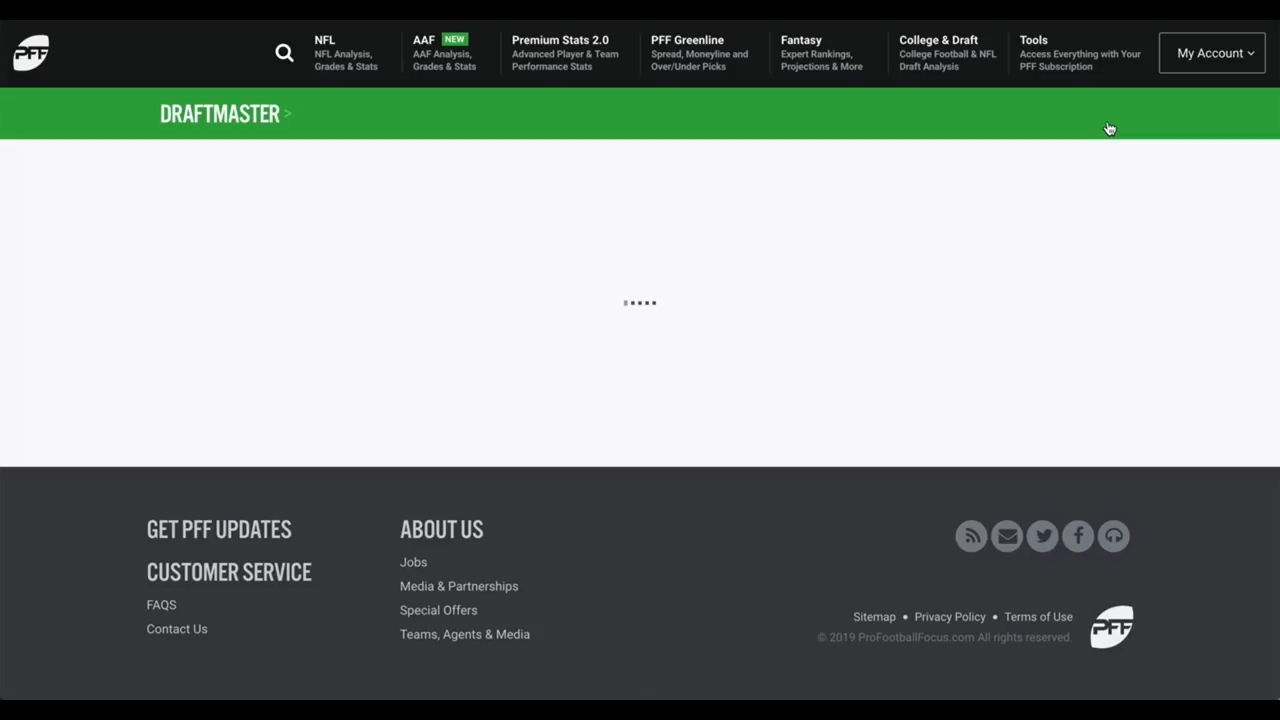 PFF
NFL
NFL Analysis,
Grades & Stats
AAF NEW
AAF Analysis,
Grades & Stats
Premium Stats 2.0
Advanced Player & Team
Performance Stats
PFF Greenline
Spread, Moneyline and
Over/Under Picks
Fantasy
Expert Rankings,
Projections & More
College & Draft
College Football & NFL
Draft Analysis
Tools
Access Everything with Your
PFF Subscription
My Account
DRAFTMASTER >
GET PFF UPDATES
CUSTOMER SERVICE
FAQS
Contact Us
ABOUT US
Jobs
Media & Partnerships
Special Offers
Teams, Agents & Media
Sitemap • Privacy Policy • Terms of Use
© 2019 ProFootballFocus.com All rights reserved.
PFF